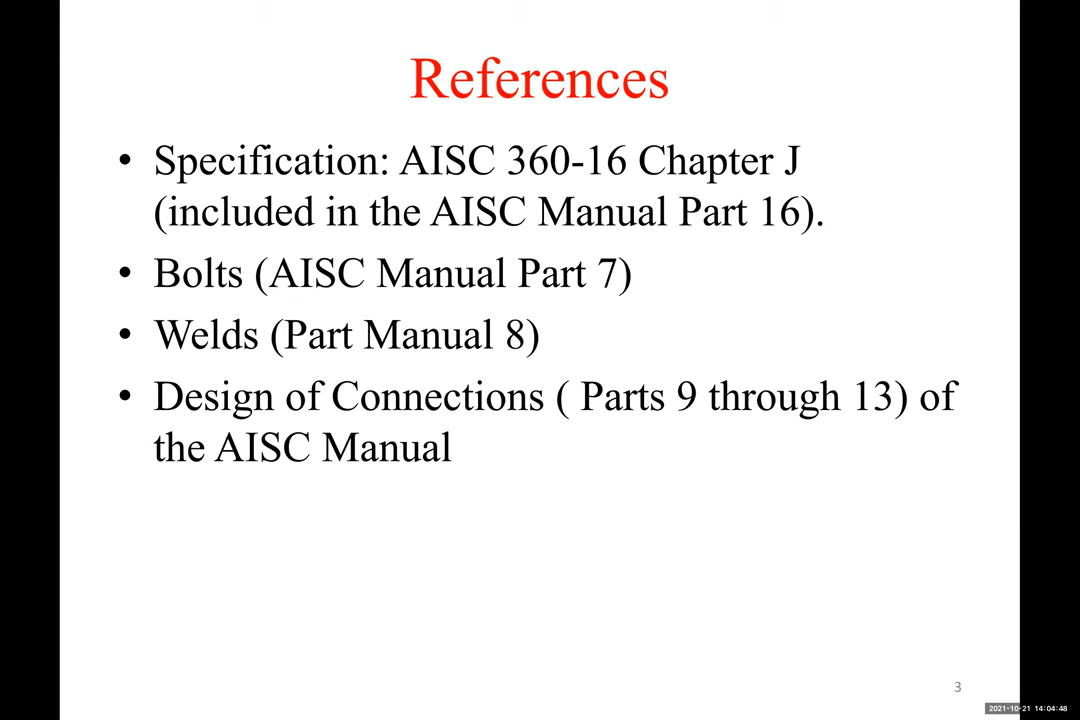 References
• Specification: AISC 360-16 Chapter J
(included in the AISC Manual Part 16).
• Bolts (AISC Manual Part 7)
• Welds (Part Manual 8)
• Design of Connections ( Parts 9 through 13) of
the AISC Manual
3
2021-10-21 14:04:48